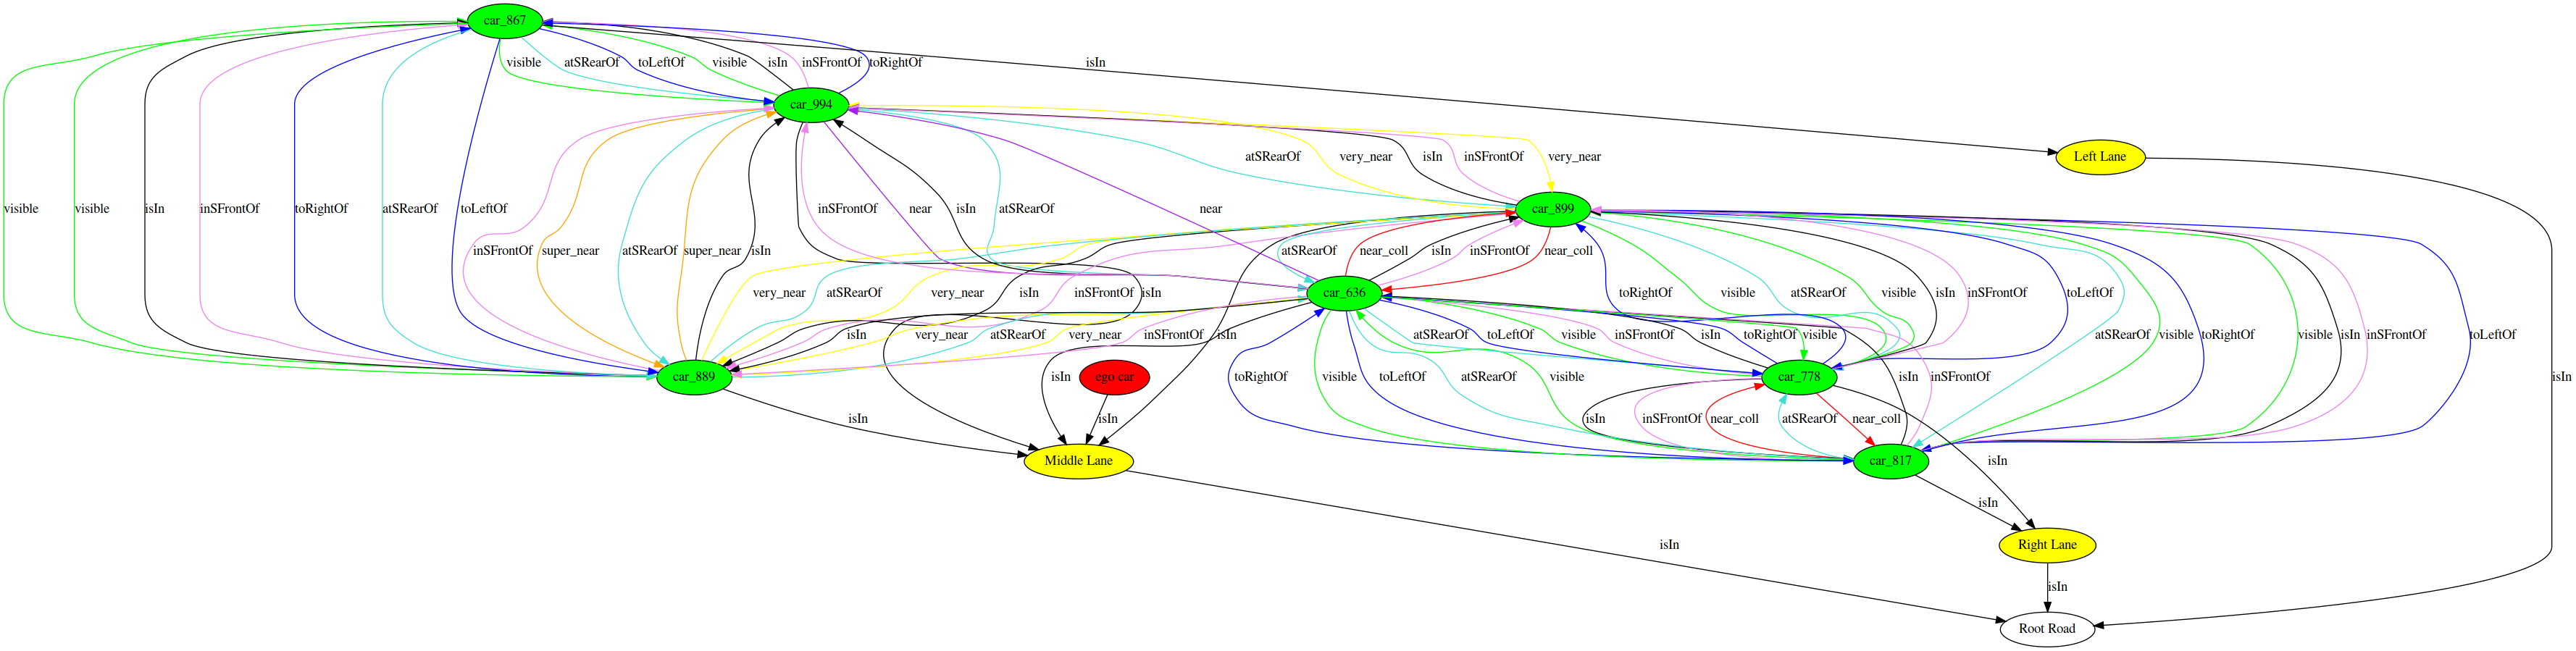 car_867
visible atSRearOf toLeftOf visible isIn inSFrontOf toRightOf isIn
car_994
atSRearOf very_near isIn inSFrontOf very_near Left Lane
visible visible isIn inSFrontOf toRightOf atSRearOf toLeftOf inSFrontOf near isIn atSRearOf near car_899
inSFrontOf super_near atSRearOf super_near isIn atSRearOf near_coll isIn inSFrontOf near_coll
very_near atSRearOf very_near isIn inSFrontOf isIn car_636 toRightOf visible atSRearOf visible isIn inSFrontOf toLeftOf
isIn very_near atSRearOf very_near inSFrontOf isIn atSRearOf toLeftOf visible inSFrontOf isIn toRightOf visible atSRearOf visible toRightOf visible isIn inSFrontOf toLeftOf
car_889 isIn ego car toRightOf visible toLeftOf atSRearOf visible car_778 isIn inSFrontOf isIn
isIn isIn isIn inSFrontOf near_coll atSRearOf near_coll
Middle Lane car_817 isIn
isIn
isIn Right Lane
isIn
Root Road